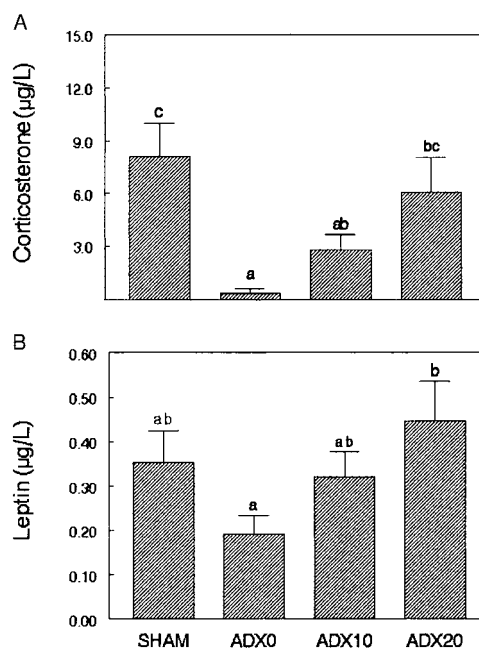 A
Corticosterone (µg/L)
15.0
12.0
9.0
6.0
3.0
c
a
ab
bc
B
Leptin (µg/L)
0.60
0.50
0.40
0.30
0.20
0.10
0.00
ab
a
ab
b
SHAM ADX0 ADX10 ADX20